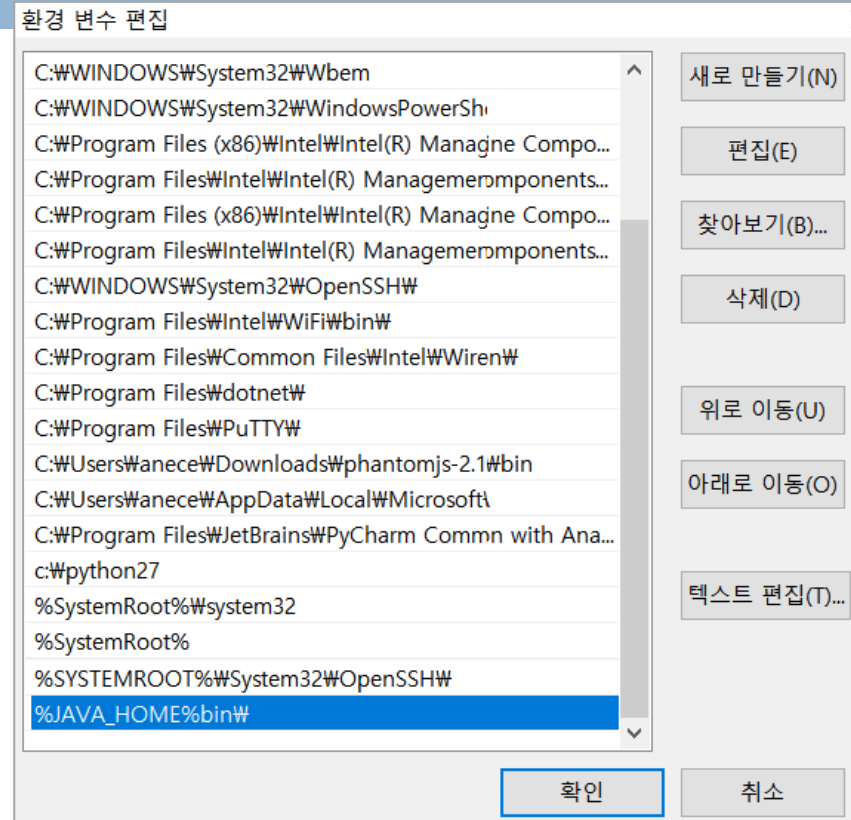 환경 변수 편집
C:₩WINDOWS₩System32₩Wbem
C:₩WINDOWS₩System32₩WindowsPowerSh
C:₩Program Files (x86)₩Intel₩Intel(R) Managne Compo...
C:₩Program Files₩Intel₩Intel(R) Managemeromponents...
C:₩Program Files (x86)₩Intel₩Intel(R) Managne Compo...
C:₩Program Files₩Intel₩Intel(R) Managemeromponents...
C:₩WINDOWS₩System32₩OpenSSH₩
C:₩Program Files₩Intel₩WiFi₩bin₩
C:₩Program Files₩Common Files₩Intel₩Wiren₩
C:₩Program Files₩dotnet₩
C:₩Program Files₩PuTTY₩
C:₩Users₩anece₩Downloads₩phantomjs-2.1₩bin
C:₩Users₩anece₩AppData₩Local₩Microsoft
C:₩Program Files₩JetBrains₩PyCharm Commn with Ana...
c:₩python27
%SystemRoot%₩system32
%SystemRoot%
%SYSTEMROOT%₩System32₩OpenSSH₩
%JAVA_HOME%bin₩
새로 만들기(N)
편집(E)
찾아보기(B)...
삭제(D)
위로 이동(U)
아래로 이동(O)
텍스트 편집(T)...
확인
취소